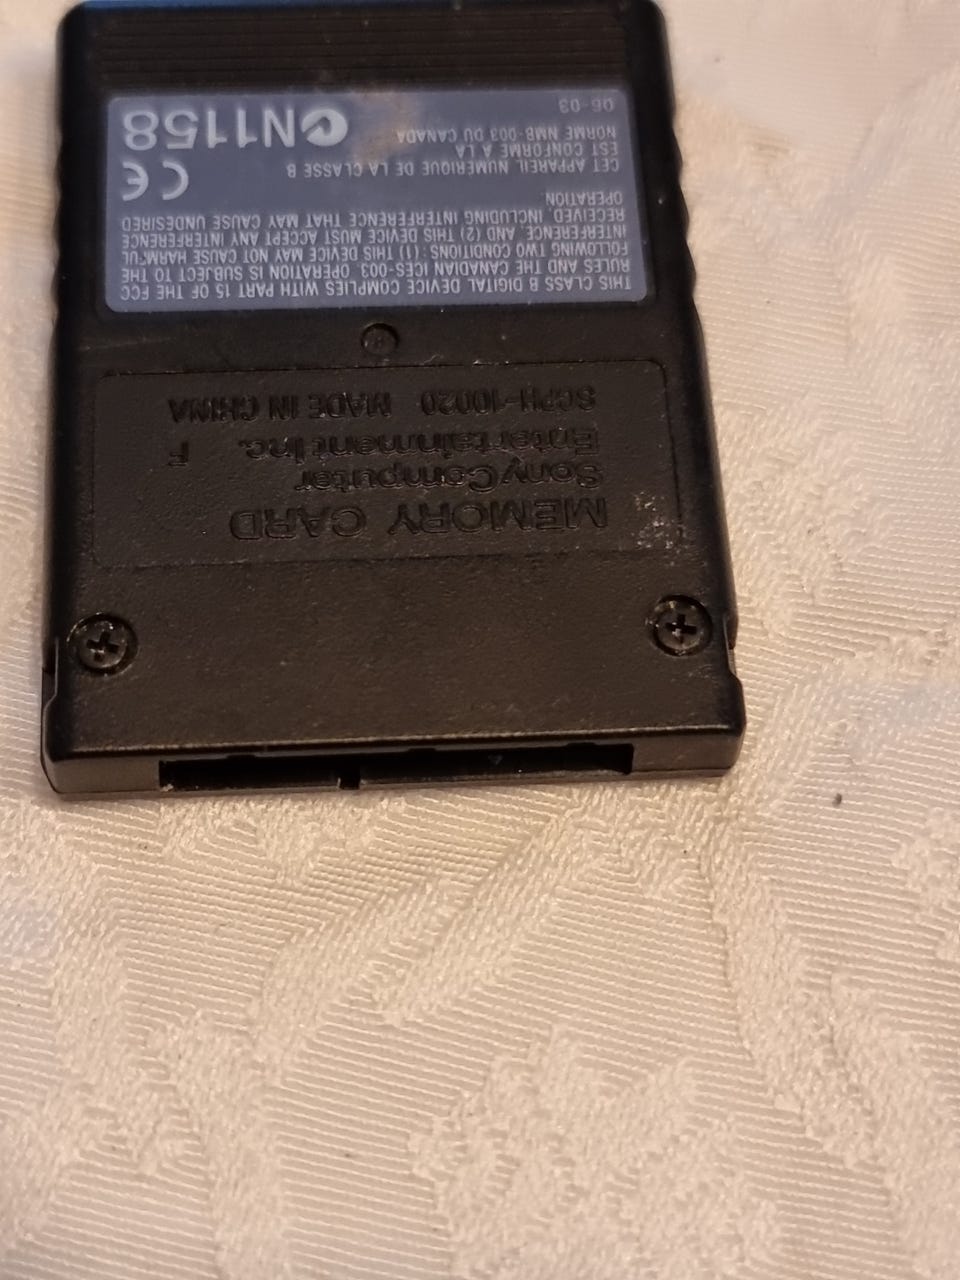 MEMORY CARD
SonyComputer
Entertainment Inc. F
SCPH-10020 MADE IN CHINA
THIS CLASS B DIGITAL DEVICE COMPLIES WITH PART 15 OF THE FCC
RULES AND THE CANADIAN ICES-003. OPERATION IS SUBJECT TO THE
FOLLOWING TWO CONDITIONS: (1) THIS DEVICE MAY NOT CAUSE HARMFUL
INTERFERENCE, AND, (2) THIS DEVICE MUST ACCEPT ANY INTERFERENCE
RECEIVED, INCLUDING INTERFERENCE THAT MAY CAUSE UNDESIRED
OPERATION.
CET APPAREIL NUMERIQUE DE LA CLASSE B
EST CONFORME A LA
NORME NMB-003 DU CANADA
CE
N1158
06-03